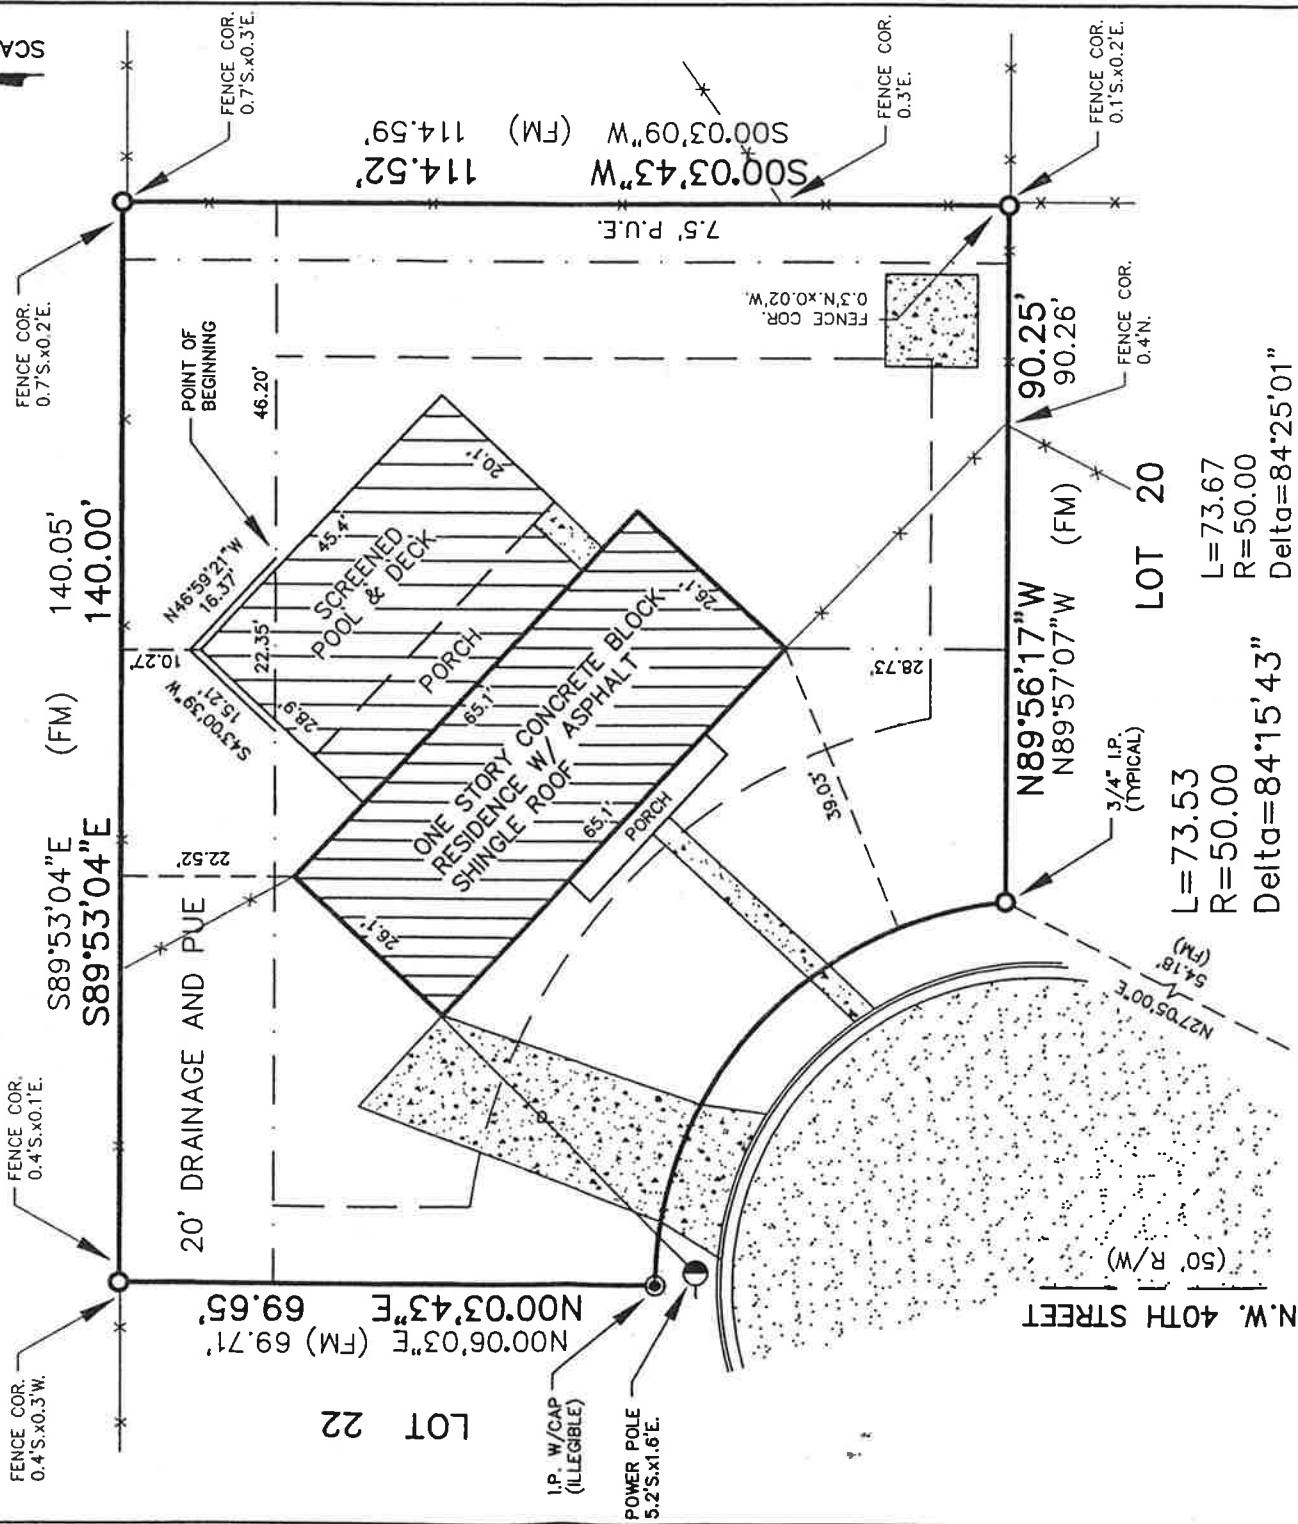 SCA
FENCE COR.
0.7'S.x0.3'E.
FENCE COR.
0.7'S.x0.2'E.
S00°03'09"W (FM) 114.59'
S00°03'43"W 114.52'
7.5' P.U.E.
FENCE COR.
0.3'E.
FENCE COR.
0.1'S.x0.2'E.
FENCE COR.
0.3'N.x0.02'W.
FENCE COR.
0.4'N.
POINT OF
BEGINNING
46.20'
140.05'
140.00'
(FM)
S89°53'04"E
S89°53'04"E
N46°59'21"W
16.37'
10.27'
22.35'
S43°00'39"W
15.21'
28.9'
45.4'
20.1'
SCREENED
POOL & DECK
PORCH
65.1'
ONE STORY CONCRETE BLOCK
RESIDENCE W/ ASPHALT
SHINGLE ROOF
65.1'
26.1'
26.1'
PORCH
22.52'
28.73'
39.03'
20' DRAINAGE AND PUE
90.25'
90.26'
N89°56'17"W
N89°57'07"W (FM)
LOT 20
L=73.67
R=50.00
Delta=84°25'01"
3/4" I.P.
(TYPICAL)
L=73.53
R=50.00
Delta=84°15'43"
54.18'
(FM)
N27°05'00"E
FENCE COR.
0.4'S.x0.1'E.
FENCE COR.
0.4'S.x0.3'W.
N00°03'43"E 69.65'
N00°06'03"E (FM) 69.71'
LOT 22
I.P. W/CAP
(ILLEGIBLE)
POWER POLE
5.2'S.x1.6'E.
(50' R/W)
N.W. 40TH STREET